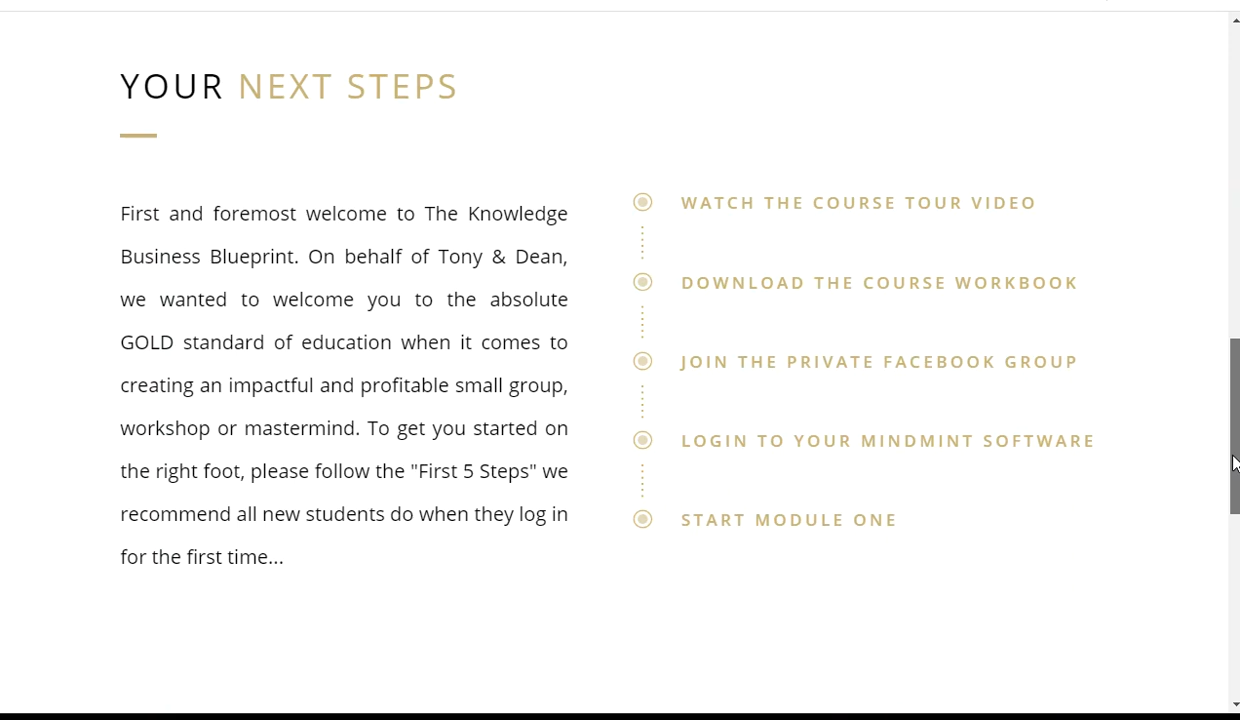 YOUR NEXT STEPS
First and foremost welcome to The Knowledge
Business Blueprint. On behalf of Tony & Dean,
we wanted to welcome you to the absolute
GOLD standard of education when it comes to
creating an impactful and profitable small group,
workshop or mastermind. To get you started on
the right foot, please follow the "First 5 Steps" we
recommend all new students do when they log in
for the first time...
WATCH THE COURSE TOUR VIDEO
DOWNLOAD THE COURSE WORKBOOK
JOIN THE PRIVATE FACEBOOK GROUP
LOGIN TO YOUR MINDMINT SOFTWARE
START MODULE ONE